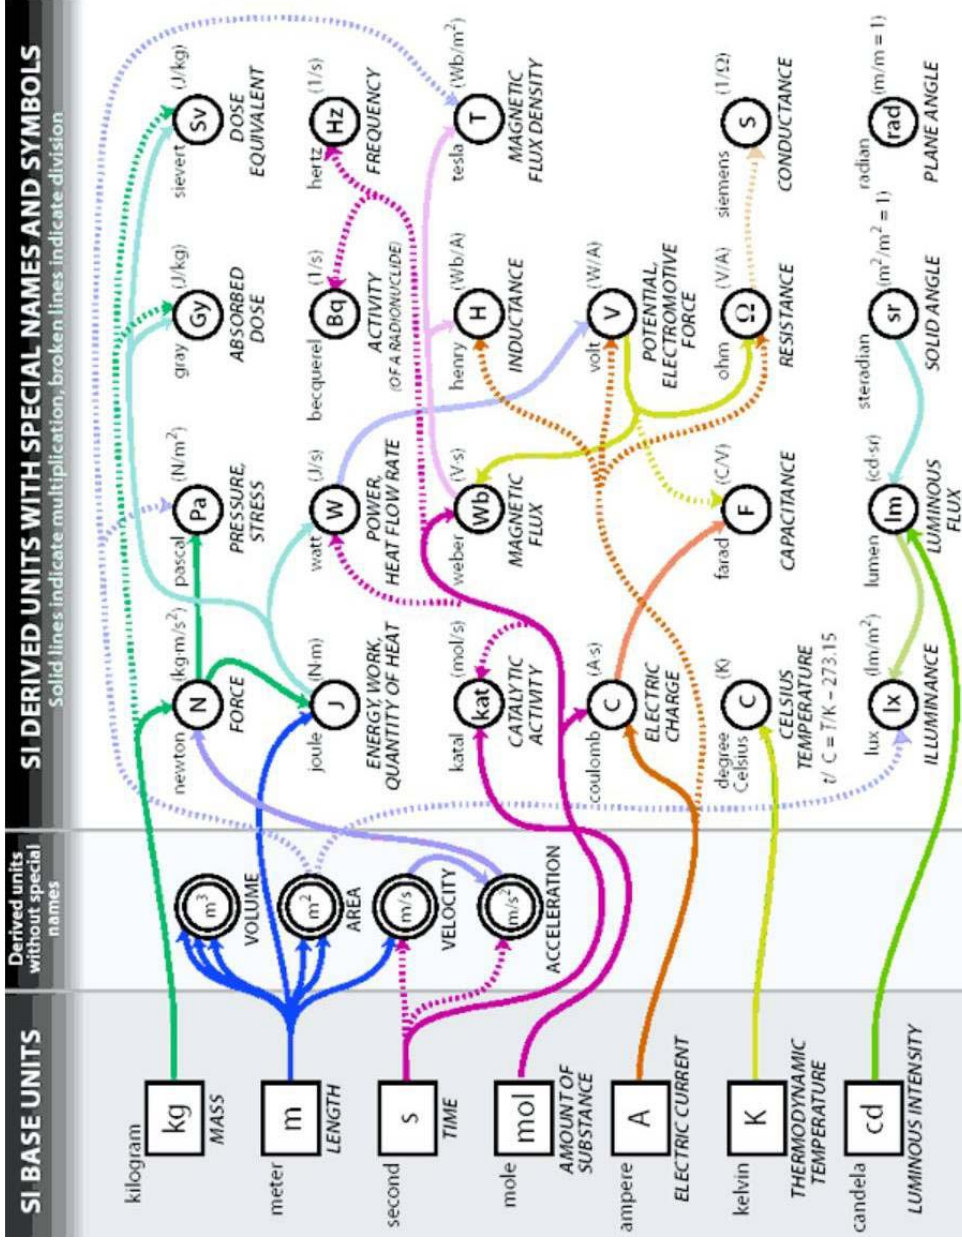 SI BASE UNITS
Derived units
without special
names
SI DERIVED UNITS WITH SPECIAL NAMES AND SYMBOLS
Solid lines indicate multiplication, broken lines indicate division
kilogram
kg
MASS
meter
m
LENGTH
second
s
TIME
mole
mol
AMOUNT OF
SUBSTANCE
ampere
A
ELECTRIC CURRENT
kelvin
K
THERMODYNAMIC
TEMPERATURE
candela
cd
LUMINOUS INTENSITY
m³
VOLUME
m²
AREA
m/s
VELOCITY
m/s²
ACCELERATION
newton (kg·m/s²)
N
FORCE
pascal (N/m²)
Pa
PRESSURE,
STRESS
gray (J/kg)
Gy
ABSORBED
DOSE
sievert (J/kg)
Sv
DOSE
EQUIVALENT
joule (N·m)
J
ENERGY, WORK,
QUANTITY OF HEAT
watt (J/s)
W
POWER,
HEAT FLOW RATE
becquerel (1/s)
Bq
ACTIVITY
(OF A RADIONUCLIDE)
hertz (1/s)
Hz
FREQUENCY
katal (mol/s)
kat
CATALYTIC
ACTIVITY
weber (V·s)
Wb
MAGNETIC
FLUX
henry (Wb/A)
H
INDUCTANCE
tesla (Wb/m²)
T
MAGNETIC
FLUX DENSITY
coulomb (A·s)
C
ELECTRIC
CHARGE
volt (W/A)
V
POTENTIAL,
ELECTROMOTIVE
FORCE
degree (K)
Celsius
C
CELSIUS
TEMPERATURE
t/ C = T/K − 273.15
farad (C/V)
F
CAPACITANCE
ohm (V/A)
Ω
RESISTANCE
siemens (1/Ω)
S
CONDUCTANCE
lux (lm/m²)
lx
ILLUMINANCE
lumen (cd·sr)
lm
LUMINOUS
FLUX
steradian (m²/m² = 1)
sr
SOLID ANGLE
radian (m/m = 1)
rad
PLANE ANGLE